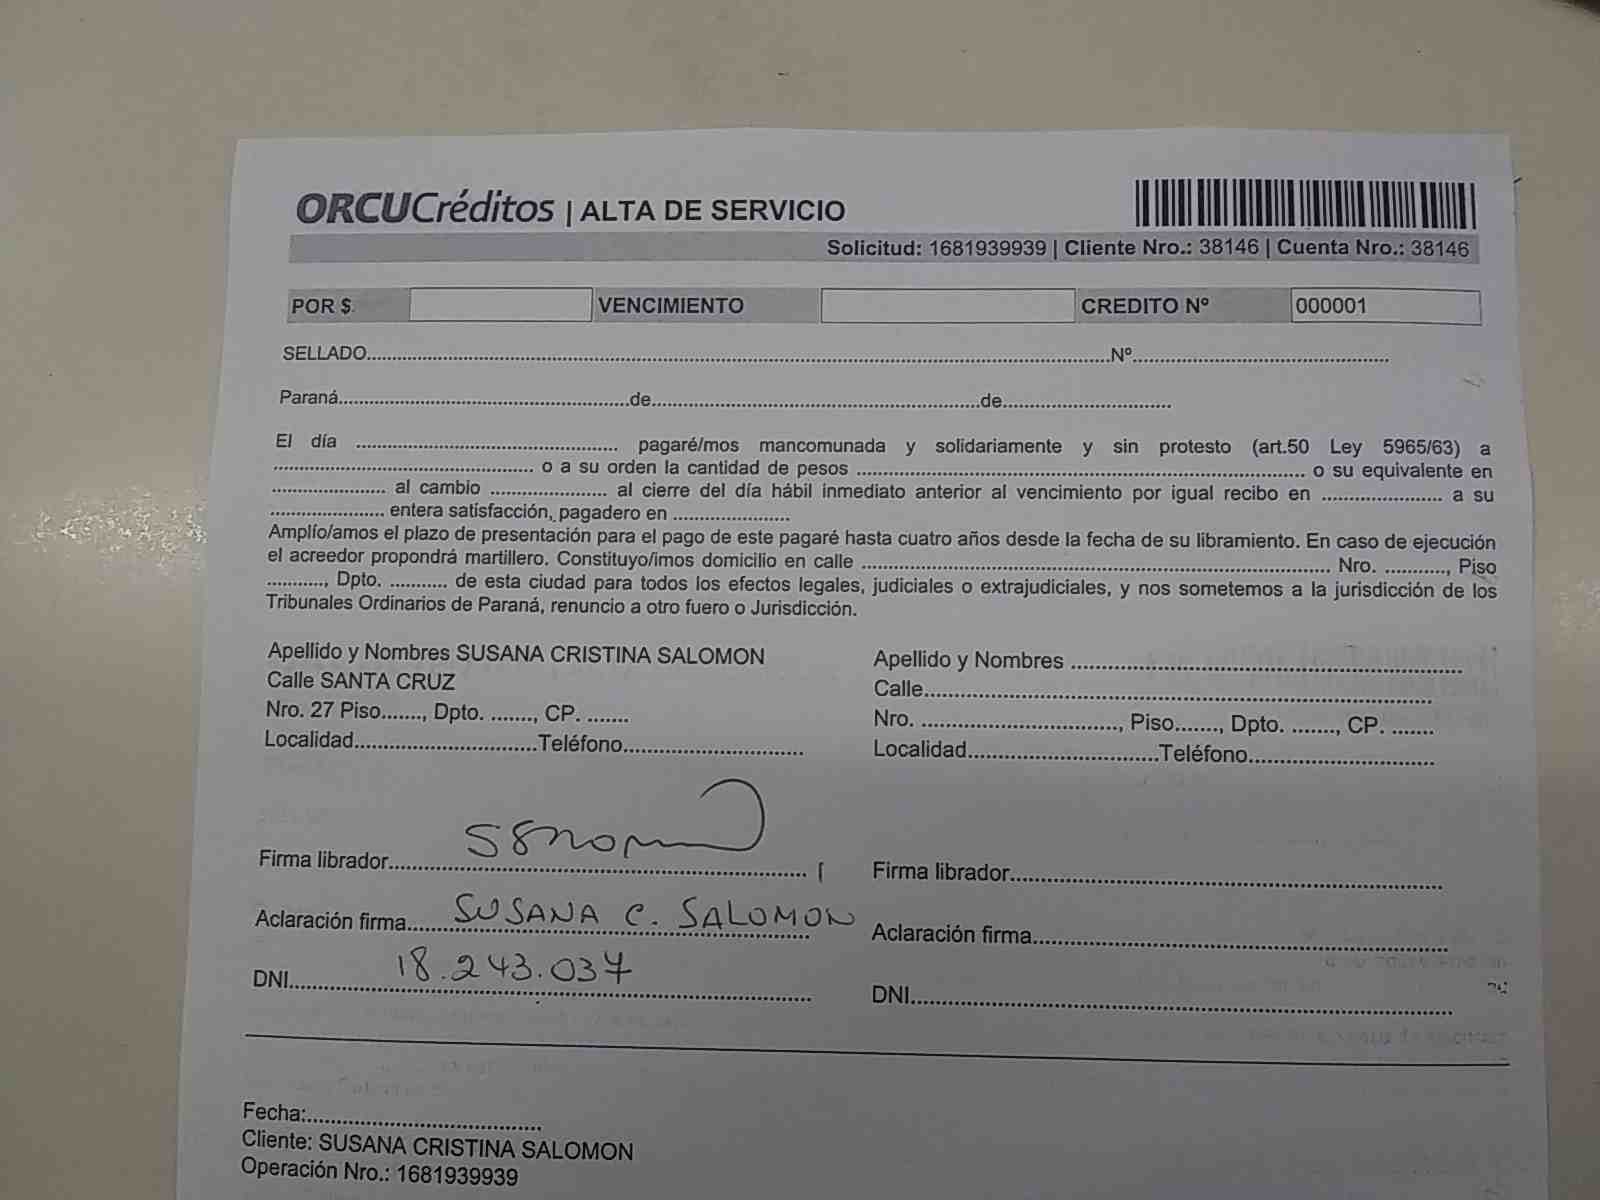 ORCUCréditos | ALTA DE SERVICIO
Solicitud: 1681939939 | Cliente Nro.: 38146 | Cuenta Nro.: 38146
POR $ VENCIMIENTO CREDITO Nº 000001
SELLADO..........Nº..........
Paraná..........de..........de..........
El día .......... pagaré/mos mancomunada y solidariamente y sin protesto (art.50 Ley 5965/63) a
.......... o a su orden la cantidad de pesos .......... o su equivalente en
.......... al cambio .......... al cierre del día hábil inmediato anterior al vencimiento por igual recibo en .......... a su
.......... entera satisfacción, pagadero en ..........
Amplío/amos el plazo de presentación para el pago de este pagaré hasta cuatro años desde la fecha de su libramiento. En caso de ejecución
el acreedor propondrá martillero. Constituyo/imos domicilio en calle .......... Nro. .........., Piso
.........., Dpto. .......... de esta ciudad para todos los efectos legales, judiciales o extrajudiciales, y nos sometemos a la jurisdicción de los
Tribunales Ordinarios de Paraná, renuncio a otro fuero o Jurisdicción.
Apellido y Nombres SUSANA CRISTINA SALOMON
Calle SANTA CRUZ
Nro. 27 Piso......., Dpto. ......., CP. .......
Localidad..........Teléfono..........
Firma librador..........
Aclaración firma.... SUSANA C. SALOMON
DNI.......... 18.243.037
Apellido y Nombres ..........
Calle..........
Nro. .........., Piso......., Dpto. ......., CP. .......
Localidad..........Teléfono..........
Firma librador..........
Aclaración firma..........
DNI..........
Fecha:..........
Cliente: SUSANA CRISTINA SALOMON
Operación Nro.: 1681939939